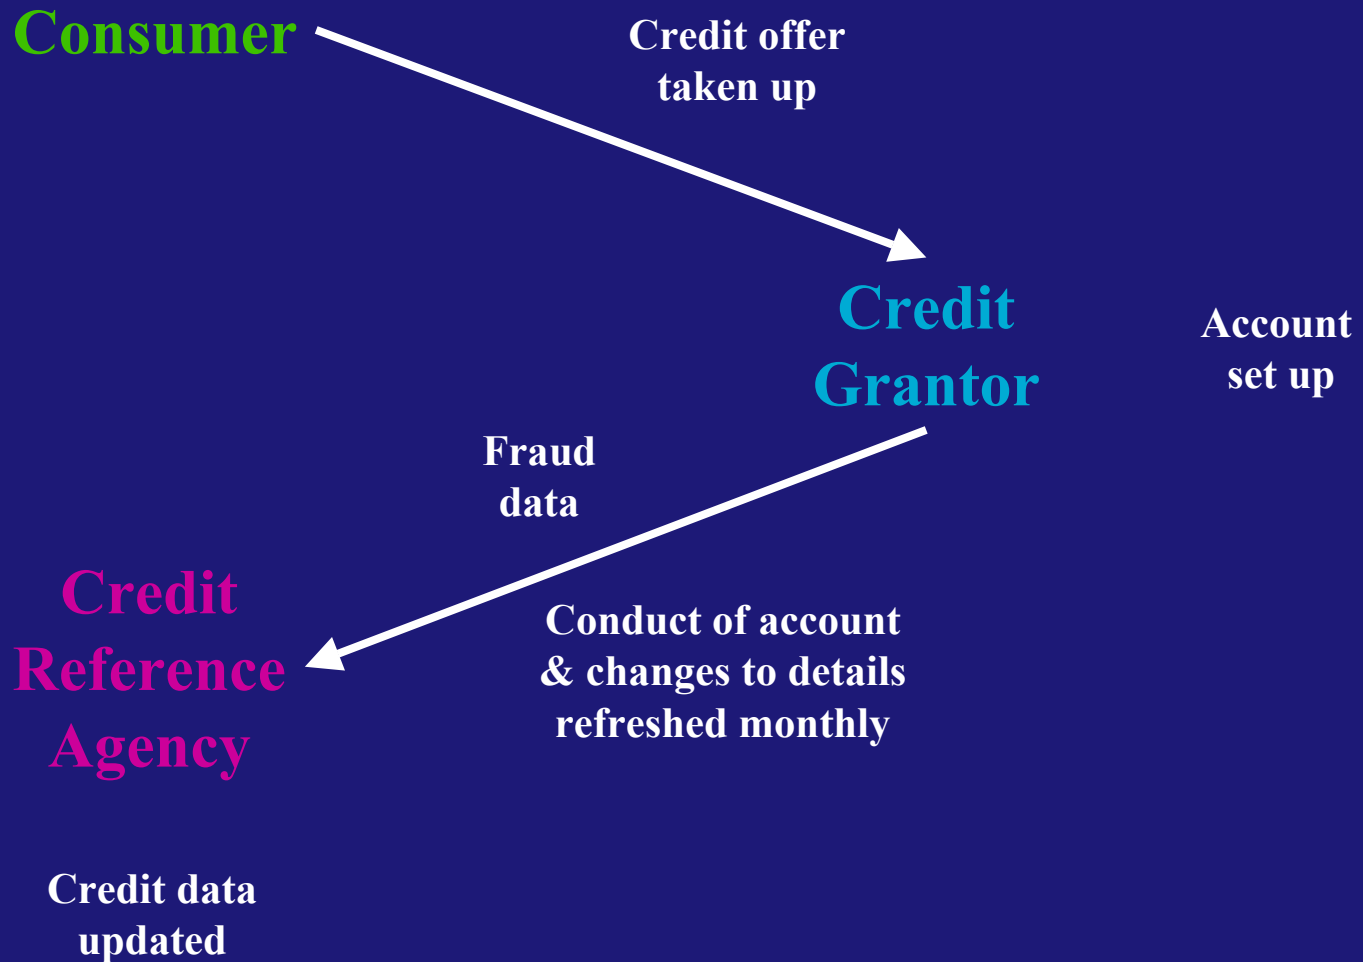 Consumer
Credit offer
taken up
Credit
Grantor
Account
set up
Fraud
data
Credit
Reference
Agency
Conduct of account
& changes to details
refreshed monthly
Credit data
updated